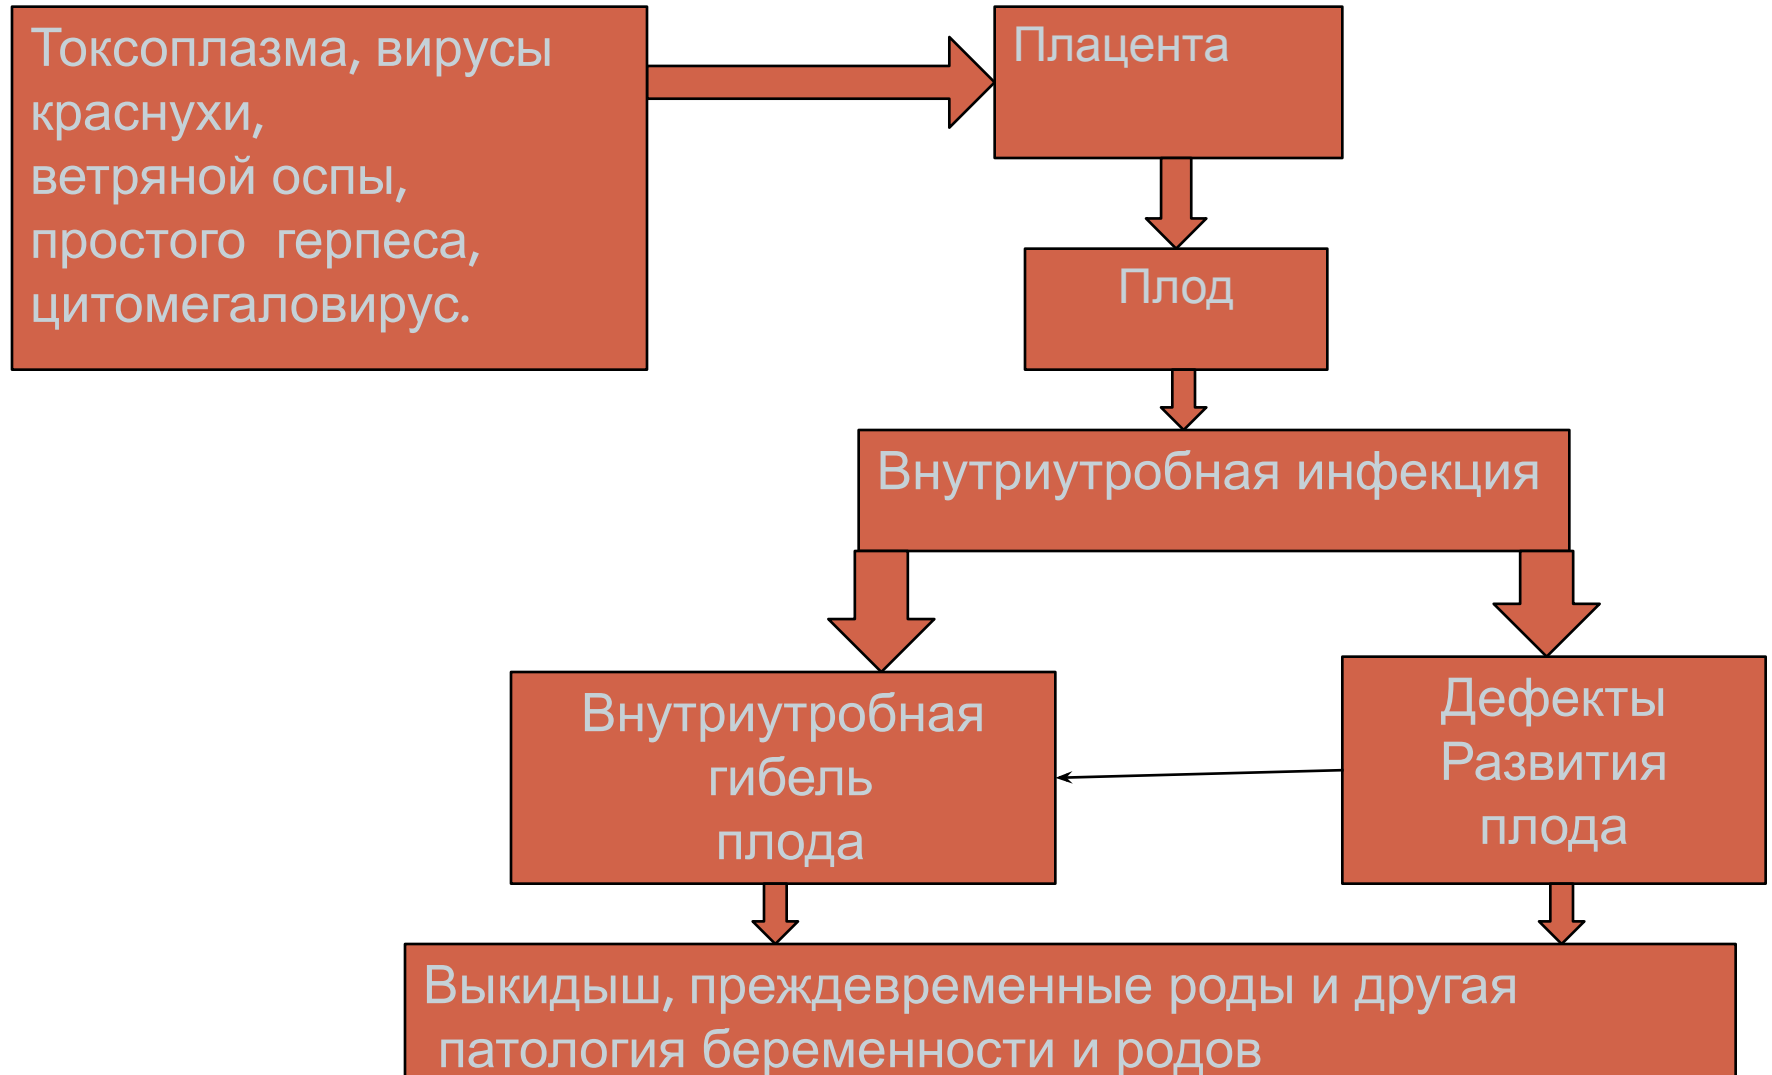 Токсоплазма, вирусы
краснухи,
ветряной оспы,
простого герпеса,
цитомегаловирус.
Плацента
Плод
Внутриутробная инфекция
Внутриутробная
гибель
плода
Дефекты
Развития
плода
Выкидыш, преждевременные роды и другая
патология беременности и родов